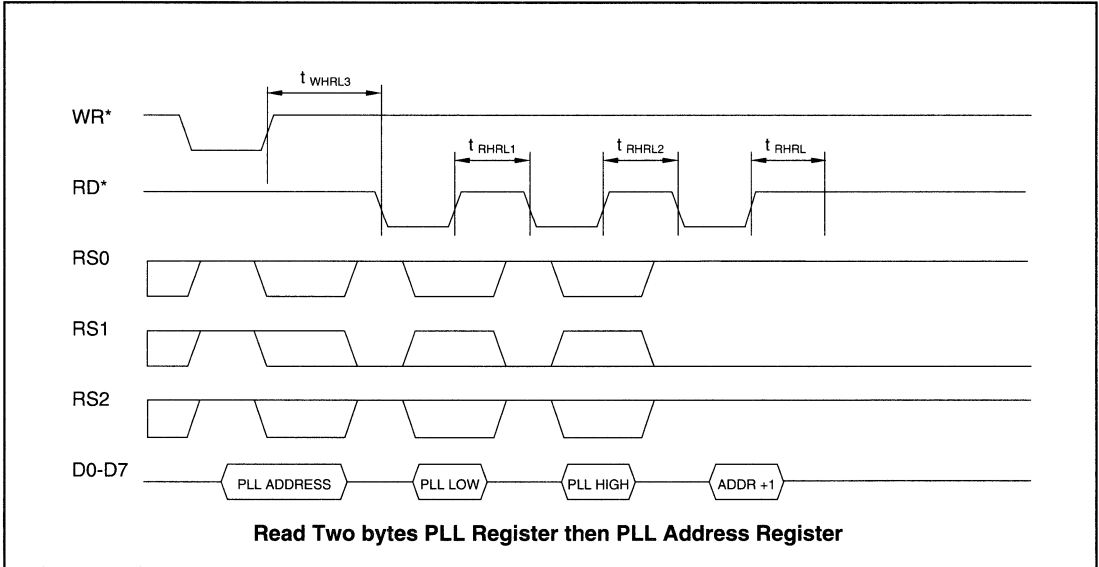 t WHRL3
WR*
t RHRL1 t RHRL2 t RHRL
RD*
RS0
RS1
RS2
D0-D7 PLL ADDRESS PLL LOW PLL HIGH ADDR +1
Read Two bytes PLL Register then PLL Address Register